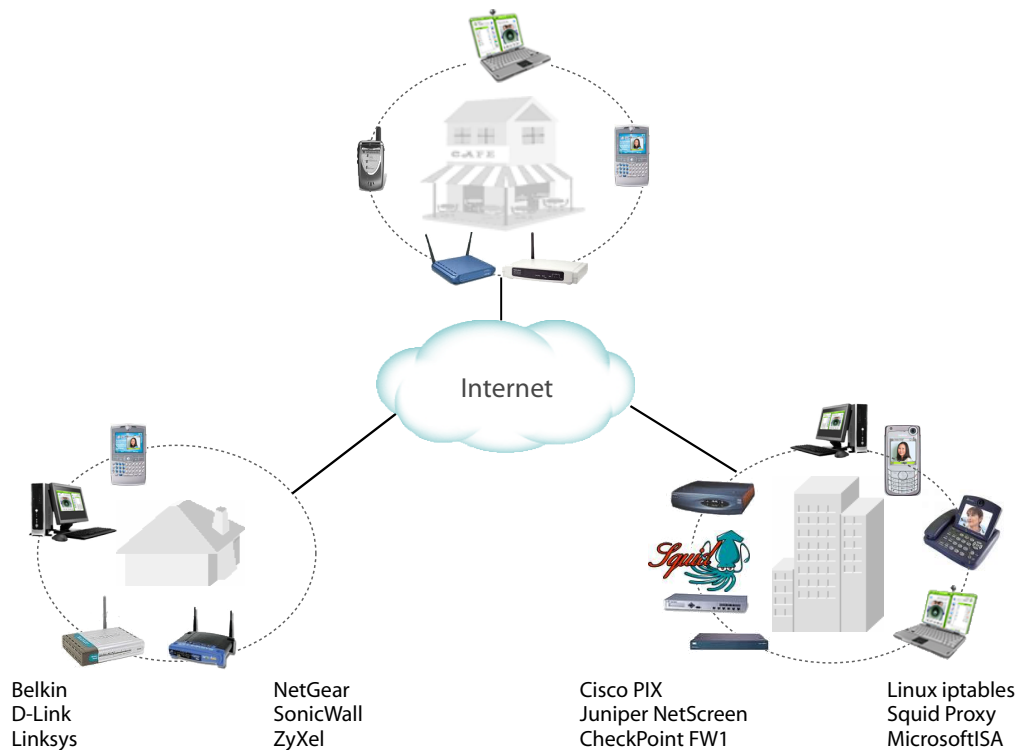 CAFE
Internet
Squid
Belkin
D-Link
Linksys
NetGear
SonicWall
ZyXel
Cisco PIX
Juniper NetScreen
CheckPoint FW1
Linux iptables
Squid Proxy
MicrosoftISA